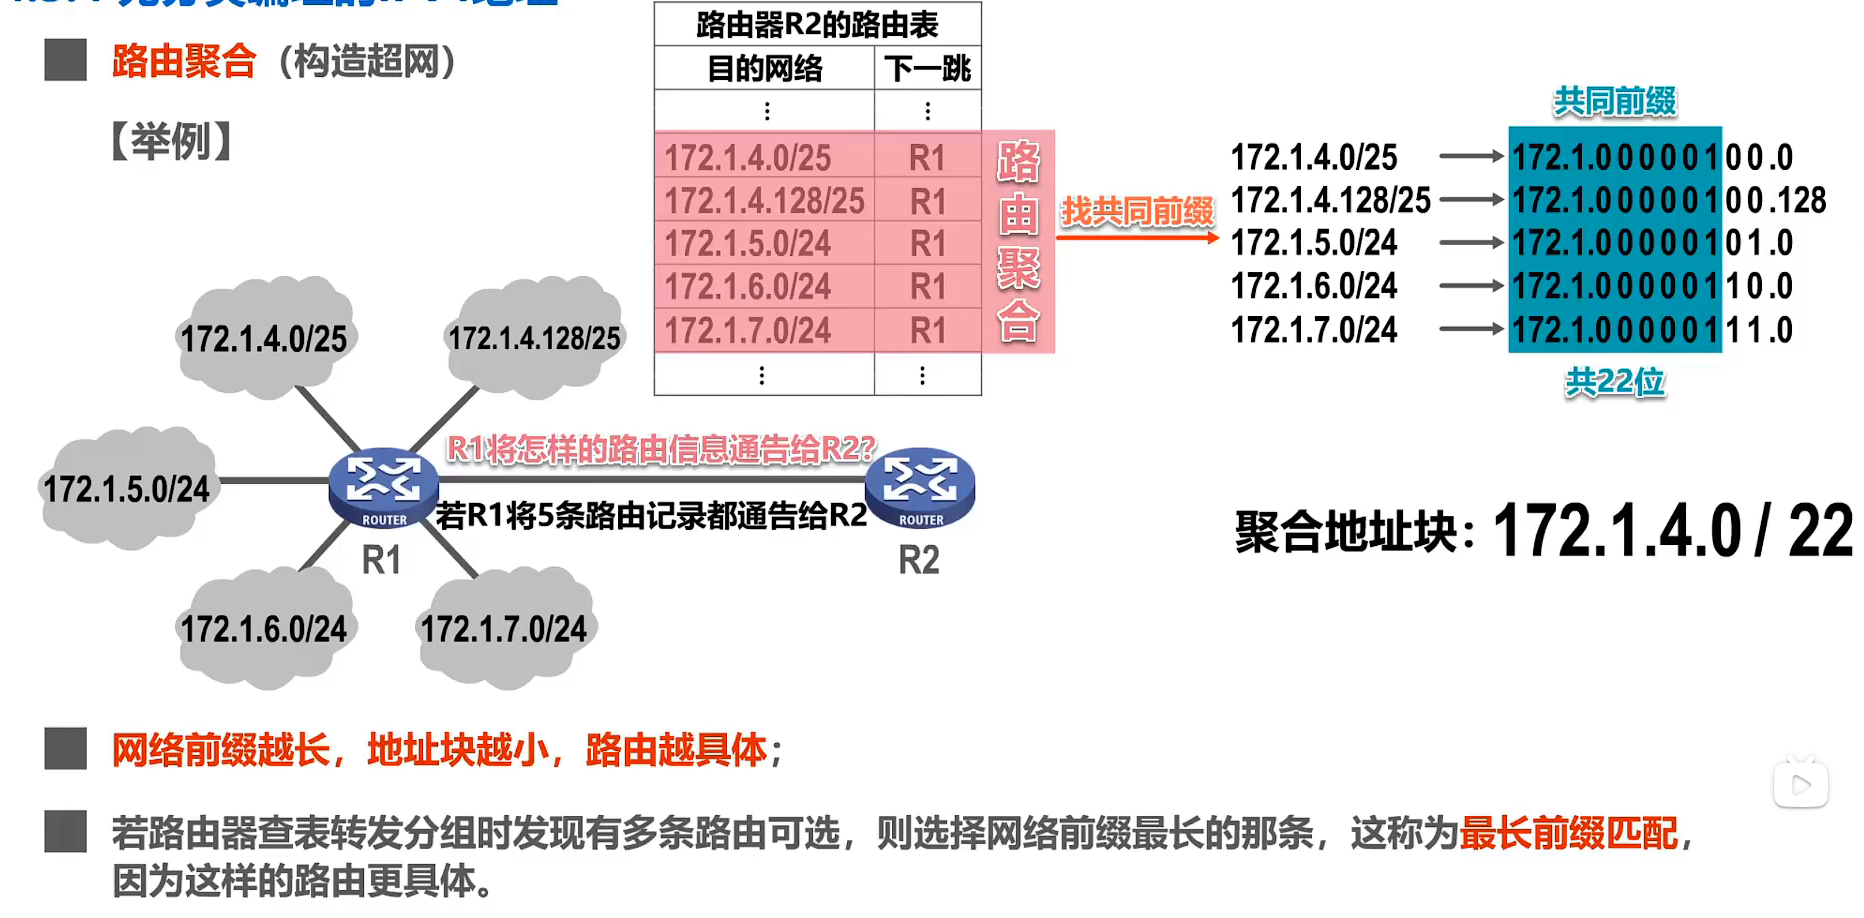 路由聚合（构造超网）
【举例】
路由器R2的路由表
目的网络 下一跳
⋮ ⋮
172.1.4.0/25 R1
172.1.4.128/25 R1
172.1.5.0/24 R1
172.1.6.0/24 R1
172.1.7.0/24 R1
⋮ ⋮
路由聚合
找共同前缀
共同前缀
172.1.4.0/25 172.1.00000100.0
172.1.4.128/25 172.1.00000100.128
172.1.5.0/24 172.1.00000101.0
172.1.6.0/24 172.1.00000110.0
172.1.7.0/24 172.1.00000111.0
共22位
172.1.4.0/25
172.1.4.128/25
172.1.5.0/24
172.1.6.0/24
172.1.7.0/24
R1将怎样的路由信息通告给R2？
若R1将5条路由记录都通告给R2
ROUTER
R1
ROUTER
R2
聚合地址块：172.1.4.0 / 22
网络前缀越长，地址块越小，路由越具体；
若路由器查表转发分组时发现有多条路由可选，则选择网络前缀最长的那条，这称为最长前缀匹配，
因为这样的路由更具体。